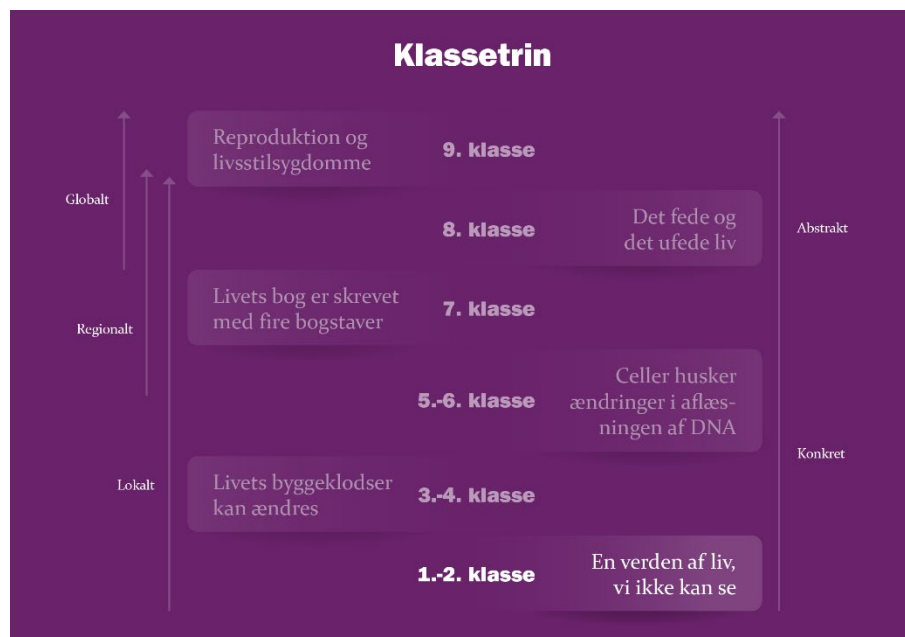 Klassetrin
Reproduktion og
livsstilsygdomme
9. klasse
Globalt
8. klasse
Det fede og
det ufede liv
Abstrakt
Livets bog er skrevet
med fire bogstaver
7. klasse
Regionalt
5.-6. klasse
Celler husker
ændringer i aflæs-
ningen af DNA
Konkret
Lokalt
Livets byggeklodser
kan ændres
3.-4. klasse
1.-2. klasse
En verden af liv,
vi ikke kan se